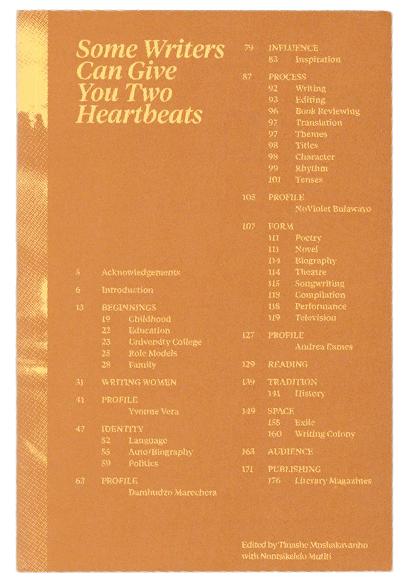 Some Writers
Can Give
You Two
Heartbeats
5 Acknowledgements
6 Introduction
13 BEGINNINGS
19 Childhood
22 Education
23 University College
25 Role Models
28 Family
31 WRITING WOMEN
41 PROFILE
Yvonne Vera
47 IDENTITY
52 Language
55 Auto/Biography
59 Politics
63 PROFILE
Dambudzo Marechera
79 INFLUENCE
83 Inspiration
87 PROCESS
92 Writing
93 Editing
96 Book Reviewing
97 Translation
97 Themes
98 Titles
98 Character
99 Rhythm
101 Tenses
PROFILE
NoViolet Bulawayo
107 FORM
111 Poetry
113 Novel
114 Biography
114 Theatre
115 Songwriting
Compilation
118 Performance
119 Television
127 PROFILE
Andrea Eames
129 READING
139 TRADITION
141 History
149 SPACE
Exile
160 Writing Colony
163 AUDIENCE
171 PUBLISHING
176 Literary Magazines
Edited by Tinashe Mushakavanhu
with Nontsikelelo Mutiti